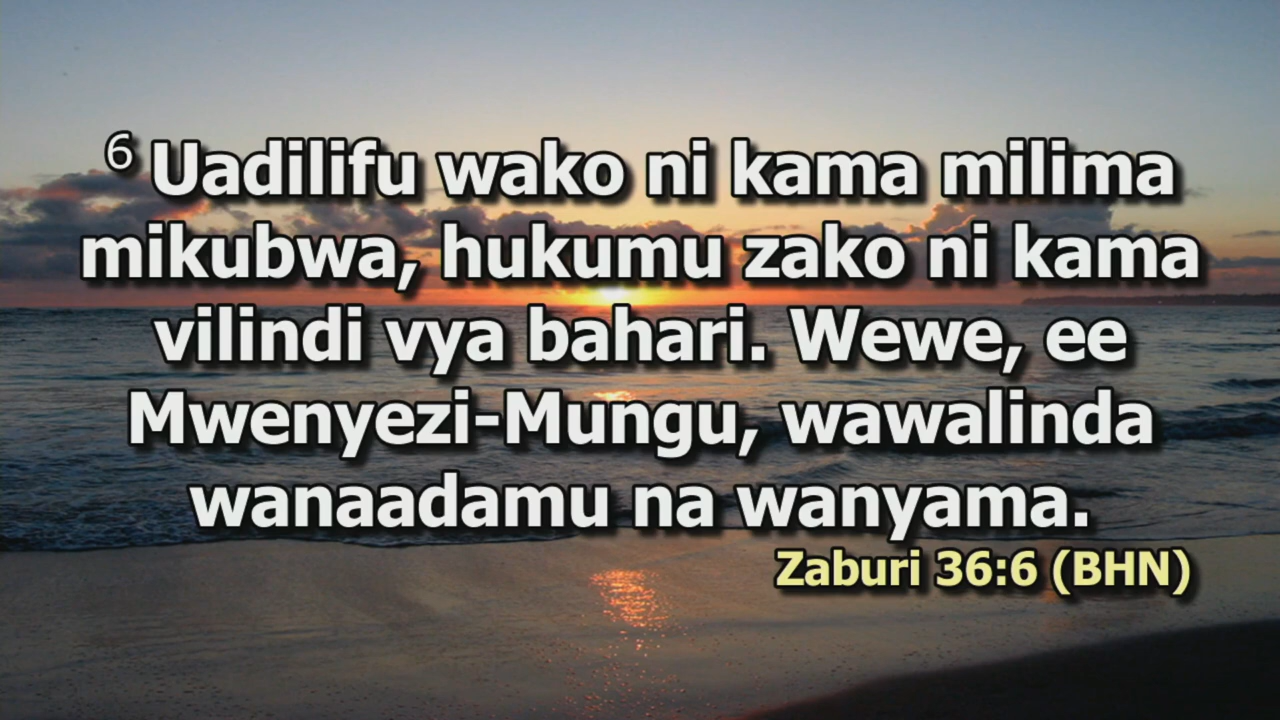 6 Uadilifu wako ni kama milima
mikubwa, hukumu zako ni kama
vilindi vya bahari. Wewe, ee
Mwenyezi-Mungu, wawalinda
wanaadamu na wanyama.
Zaburi 36:6 (BHN)